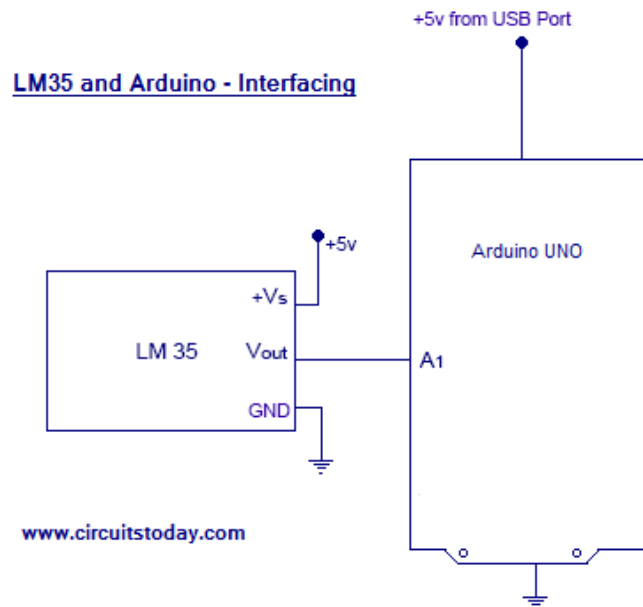 +5v from USB Port
LM35 and Arduino - Interfacing
+5v
Arduino UNO
+Vs
LM 35
Vout
A1
GND
www.circuitstoday.com